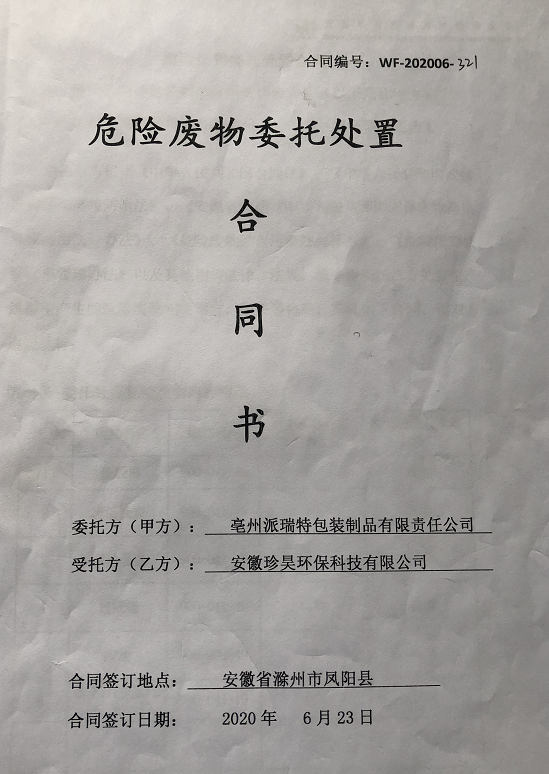 合同编号：WF-202006-321
危险废物委托处置
合
同
书
委托方（甲方）：亳州派瑞特包装制品有限责任公司
受托方（乙方）：安徽珍昊环保科技有限公司
合同签订地点：安徽省滁州市凤阳县
合同签订日期：2020年 6月23日